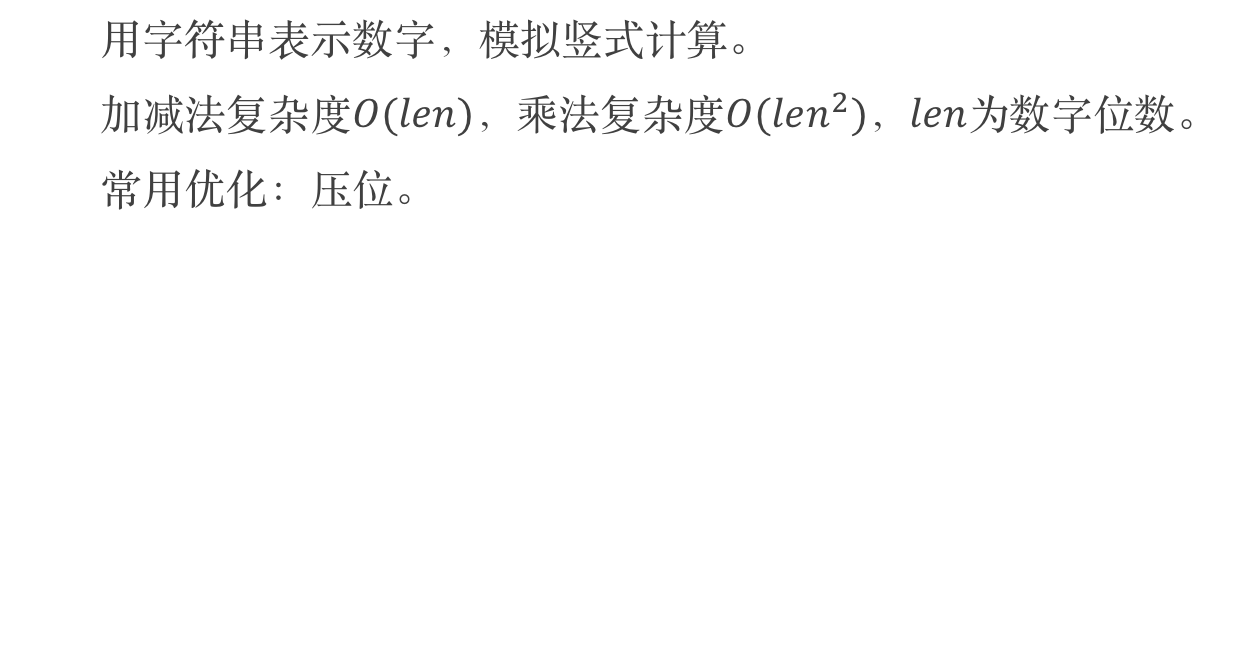 用字符串表示数字，模拟竖式计算。
加减法复杂度O(len)，乘法复杂度O(len²)，len为数字位数。
常用优化：压位。